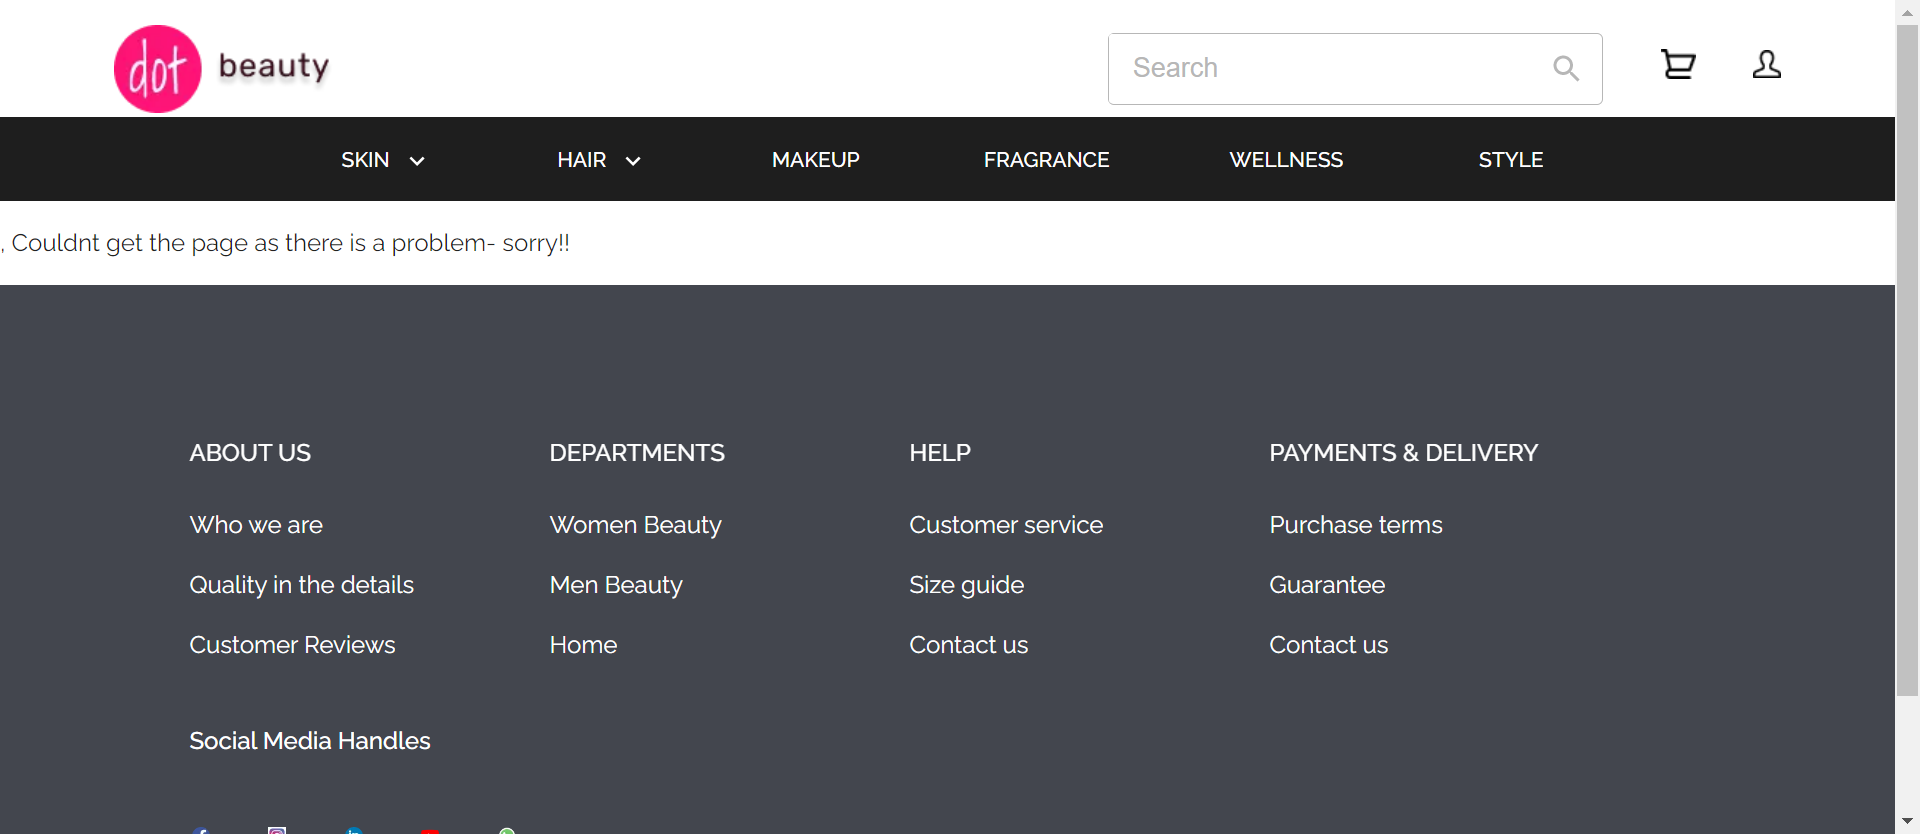 dot beauty
Search
SKIN HAIR MAKEUP FRAGRANCE WELLNESS STYLE
, Couldnt get the page as there is a problem- sorry!!
ABOUT US DEPARTMENTS HELP PAYMENTS & DELIVERY
Who we are Women Beauty Customer service Purchase terms
Quality in the details Men Beauty Size guide Guarantee
Customer Reviews Home Contact us Contact us
Social Media Handles